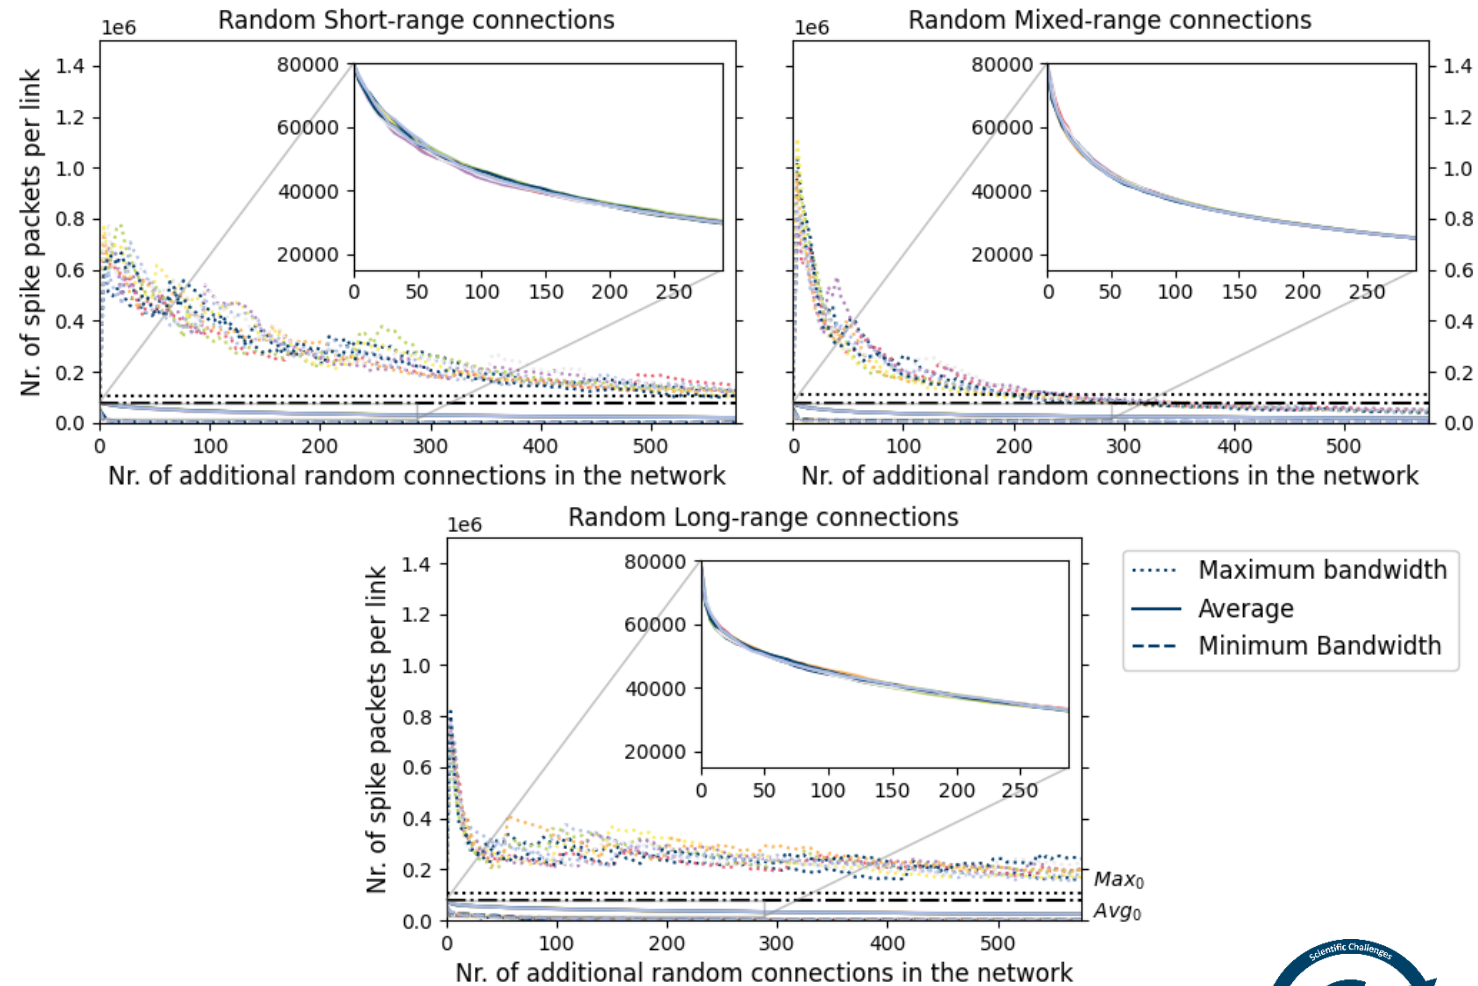 Random Short-range connections
Random Mixed-range connections
1e6
1e6
Nr. of spike packets per link
1.4
1.2
1.0
0.8
0.6
0.4
0.2
0.0
80000
60000
40000
20000
0 50 100 150 200 250
0 100 200 300 400 500
Nr. of additional random connections in the network
80000
60000
40000
20000
0 50 100 150 200 250
1.4
1.2
1.0
0.8
0.6
0.4
0.2
0.0
0 100 200 300 400 500
Nr. of additional random connections in the network
Random Long-range connections
1e6
Nr. of spike packets per link
1.4
1.2
1.0
0.8
0.6
0.4
0.2
0.0
80000
60000
40000
20000
0 50 100 150 200 250
Max₀
Avg₀
0 100 200 300 400 500
Nr. of additional random connections in the network
Maximum bandwidth
Average
Minimum Bandwidth
Scientific Challenges